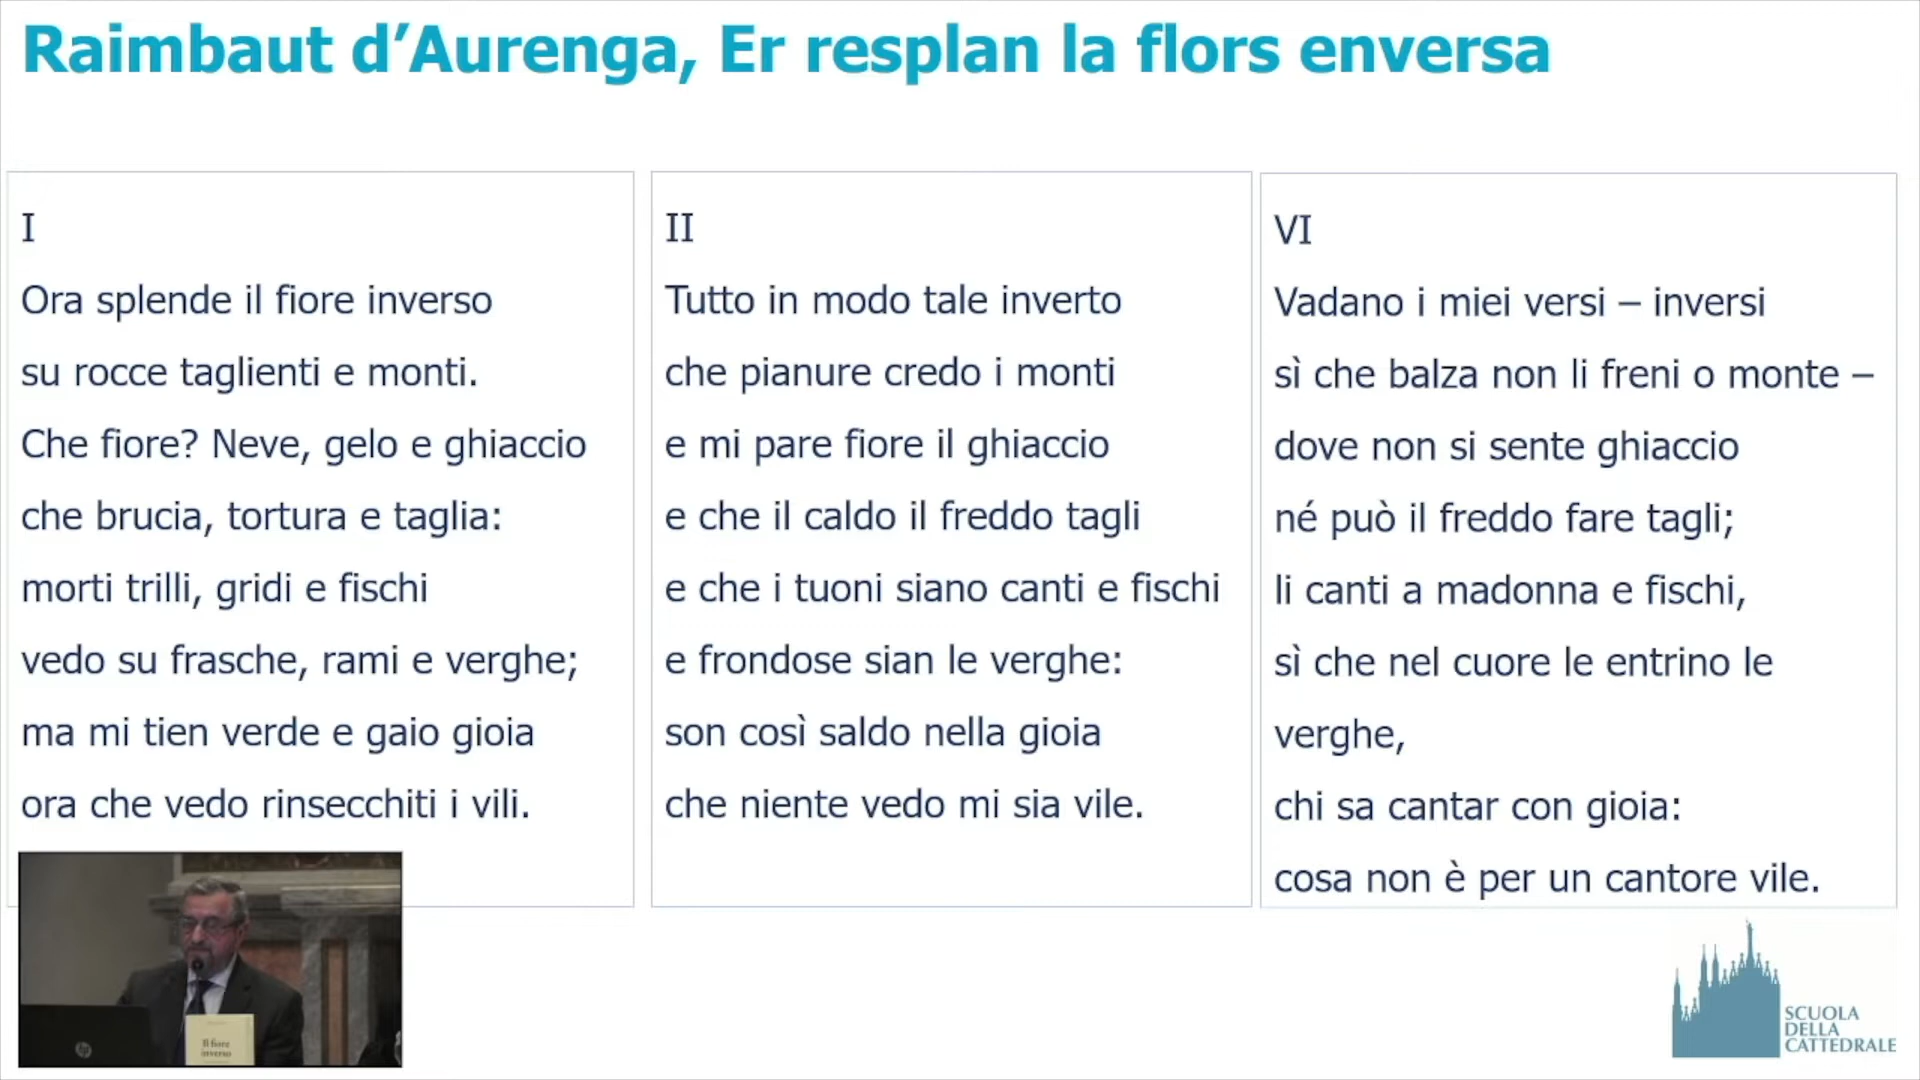 Raimbaut d’Aurenga, Er resplan la flors enversa
I
Ora splende il fiore inverso
su rocce taglienti e monti.
Che fiore? Neve, gelo e ghiaccio
che brucia, tortura e taglia:
morti trilli, gridi e fischi
vedo su frasche, rami e verghe;
ma mi tien verde e gaio gioia
ora che vedo rinsecchiti i vili.
II
Tutto in modo tale inverto
che pianure credo i monti
e mi pare fiore il ghiaccio
e che il caldo il freddo tagli
e che i tuoni siano canti e fischi
e frondose sian le verghe:
son così saldo nella gioia
che niente vedo mi sia vile.
VI
Vadano i miei versi – inversi
sì che balza non li freni o monte –
dove non si sente ghiaccio
né può il freddo fare tagli;
li canti a madonna e fischi,
sì che nel cuore le entrino le
verghe,
chi sa cantar con gioia:
cosa non è per un cantore vile.
Il fiore
inverso
hp
SCUOLA
DELLA
CATTEDRALE